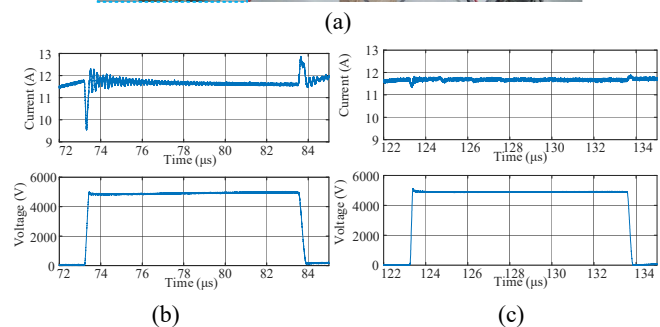 (a)
13
12
11
10
9
Current (A)
72 74 76 78 80 82 84
Time (μs)
6000
4000
2000
0
Voltage (V)
72 74 76 78 80 82 84
Time (μs)
(b)
13
12
11
10
9
Current (A)
122 124 126 128 130 132 134
Time (μs)
6000
4000
2000
0
Voltage (V)
122 124 126 128 130 132 134
Time (μs)
(c)